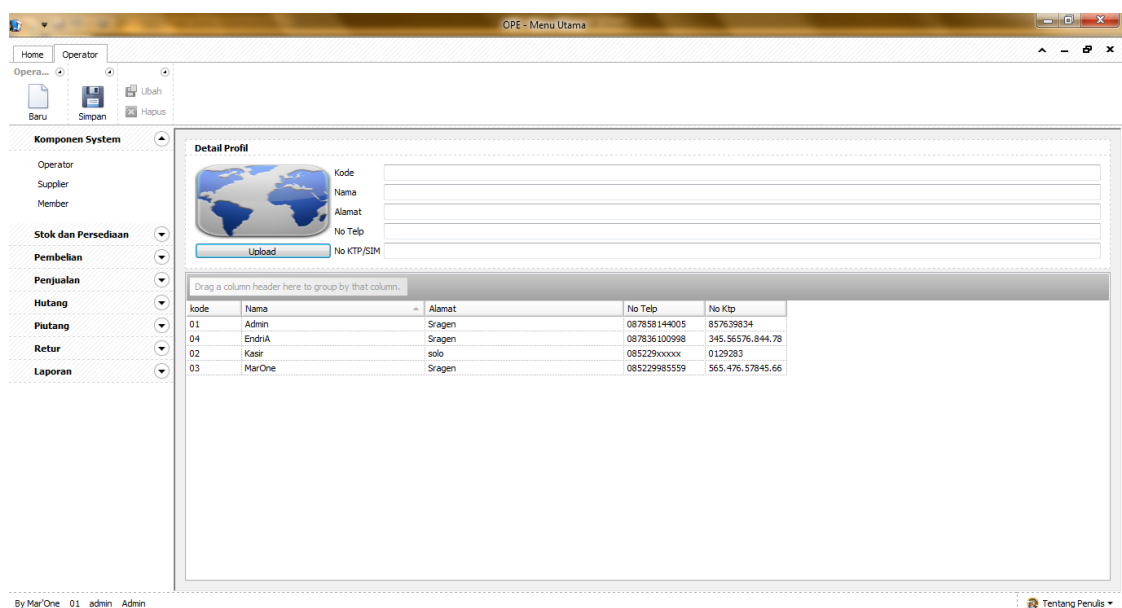 OPE - Menu Utama
Home Operator
Opera...
Baru Simpan Ubah
Hapus
Komponen System
Operator
Supplier
Member
Stok dan Persediaan
Pembelian
Penjualan
Hutang
Piutang
Retur
Laporan
Detail Profil
Kode
Nama
Alamat
No Telp
Upload No KTP/SIM
Drag a column header here to group by that column.
kode Nama Alamat No Telp No Ktp
01 Admin Sragen 087858144005 857639834
04 EndriA Sragen 087836100998 345.56576.844.78
02 Kasir solo 085229xxxxx 0129283
03 MarOne Sragen 085229985559 565.476.57845.66
By Mar'One 01 admin Admin Tentang Penulis